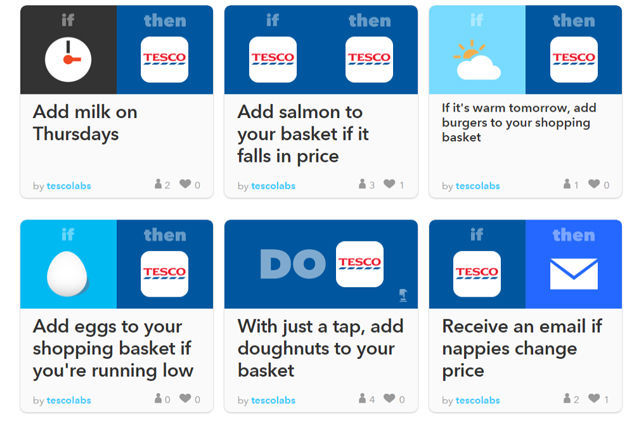 if then
TESCO
Add milk on
Thursdays
by tescolabs 2 0
if then
TESCO TESCO
Add salmon to
your basket if it
falls in price
by tescolabs 3 1
if then
TESCO
If it's warm tomorrow, add
burgers to your shopping
basket
by tescolabs 1 0
if then
TESCO
Add eggs to your
shopping basket if
you're running low
by tescolabs 0 0
DO TESCO
With just a tap, add
doughnuts to your
basket
by tescolabs 4 0
if then
TESCO
Receive an email if
nappies change
price
by tescolabs 2 1